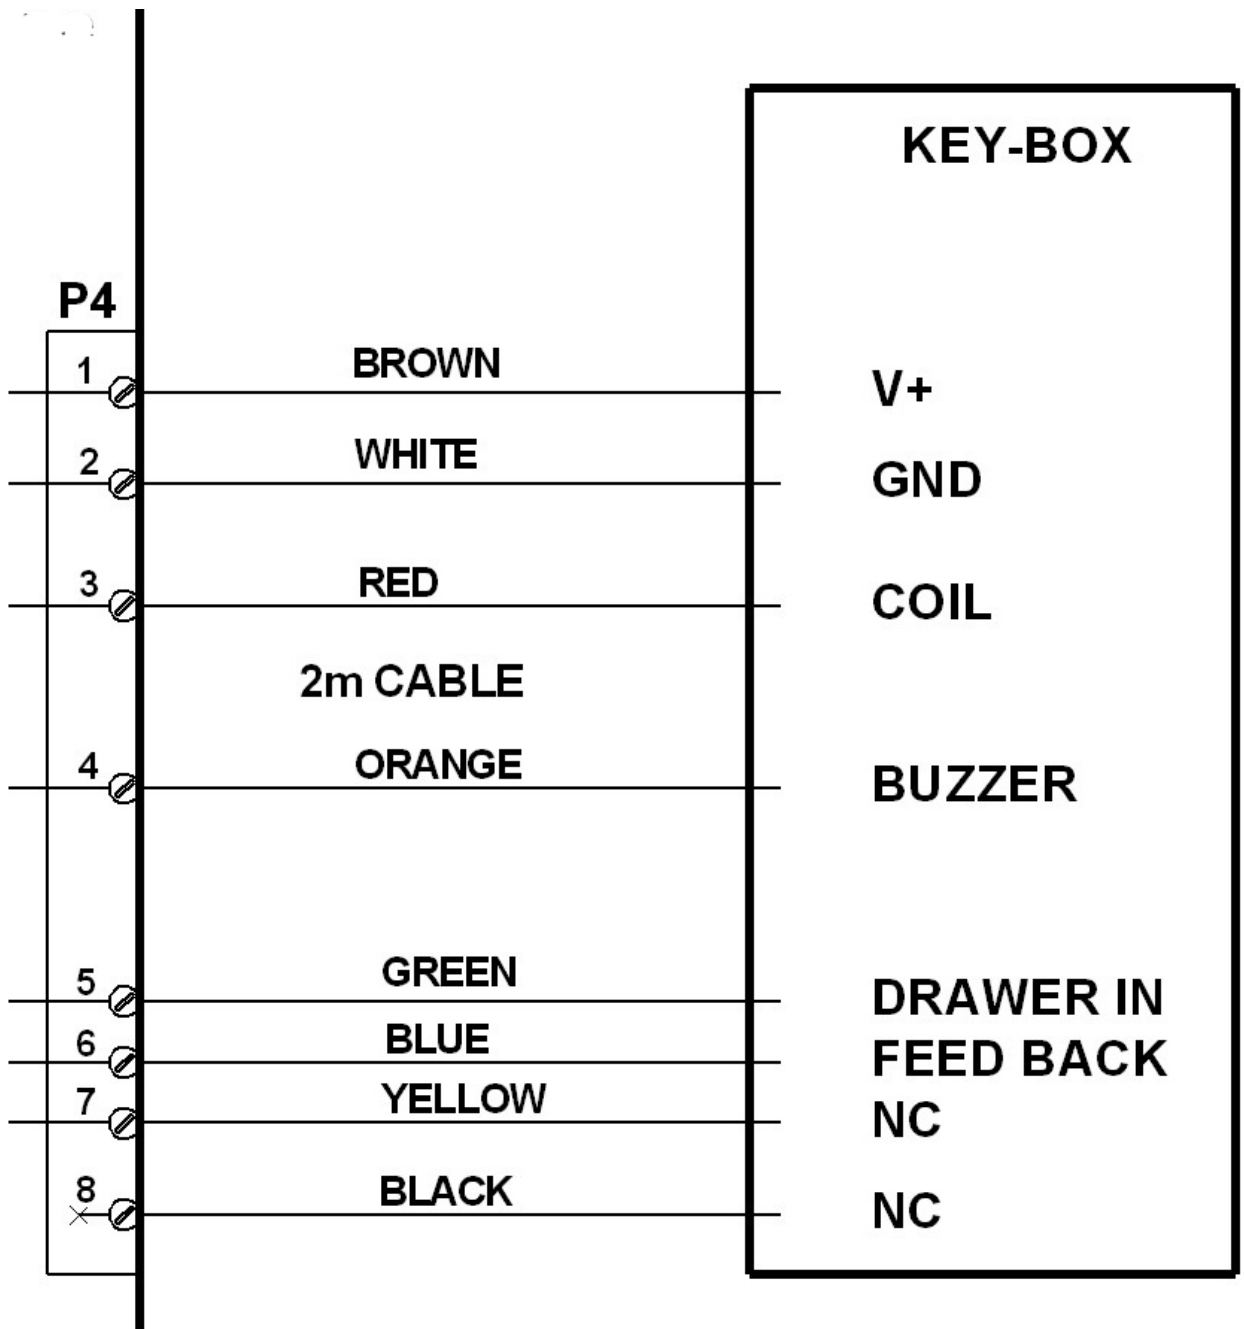 KEY-BOX
P4
1 BROWN V+
2 WHITE GND
3 RED COIL
2m CABLE
4 ORANGE BUZZER
5 GREEN DRAWER IN
6 BLUE FEED BACK
7 YELLOW NC
8 BLACK NC